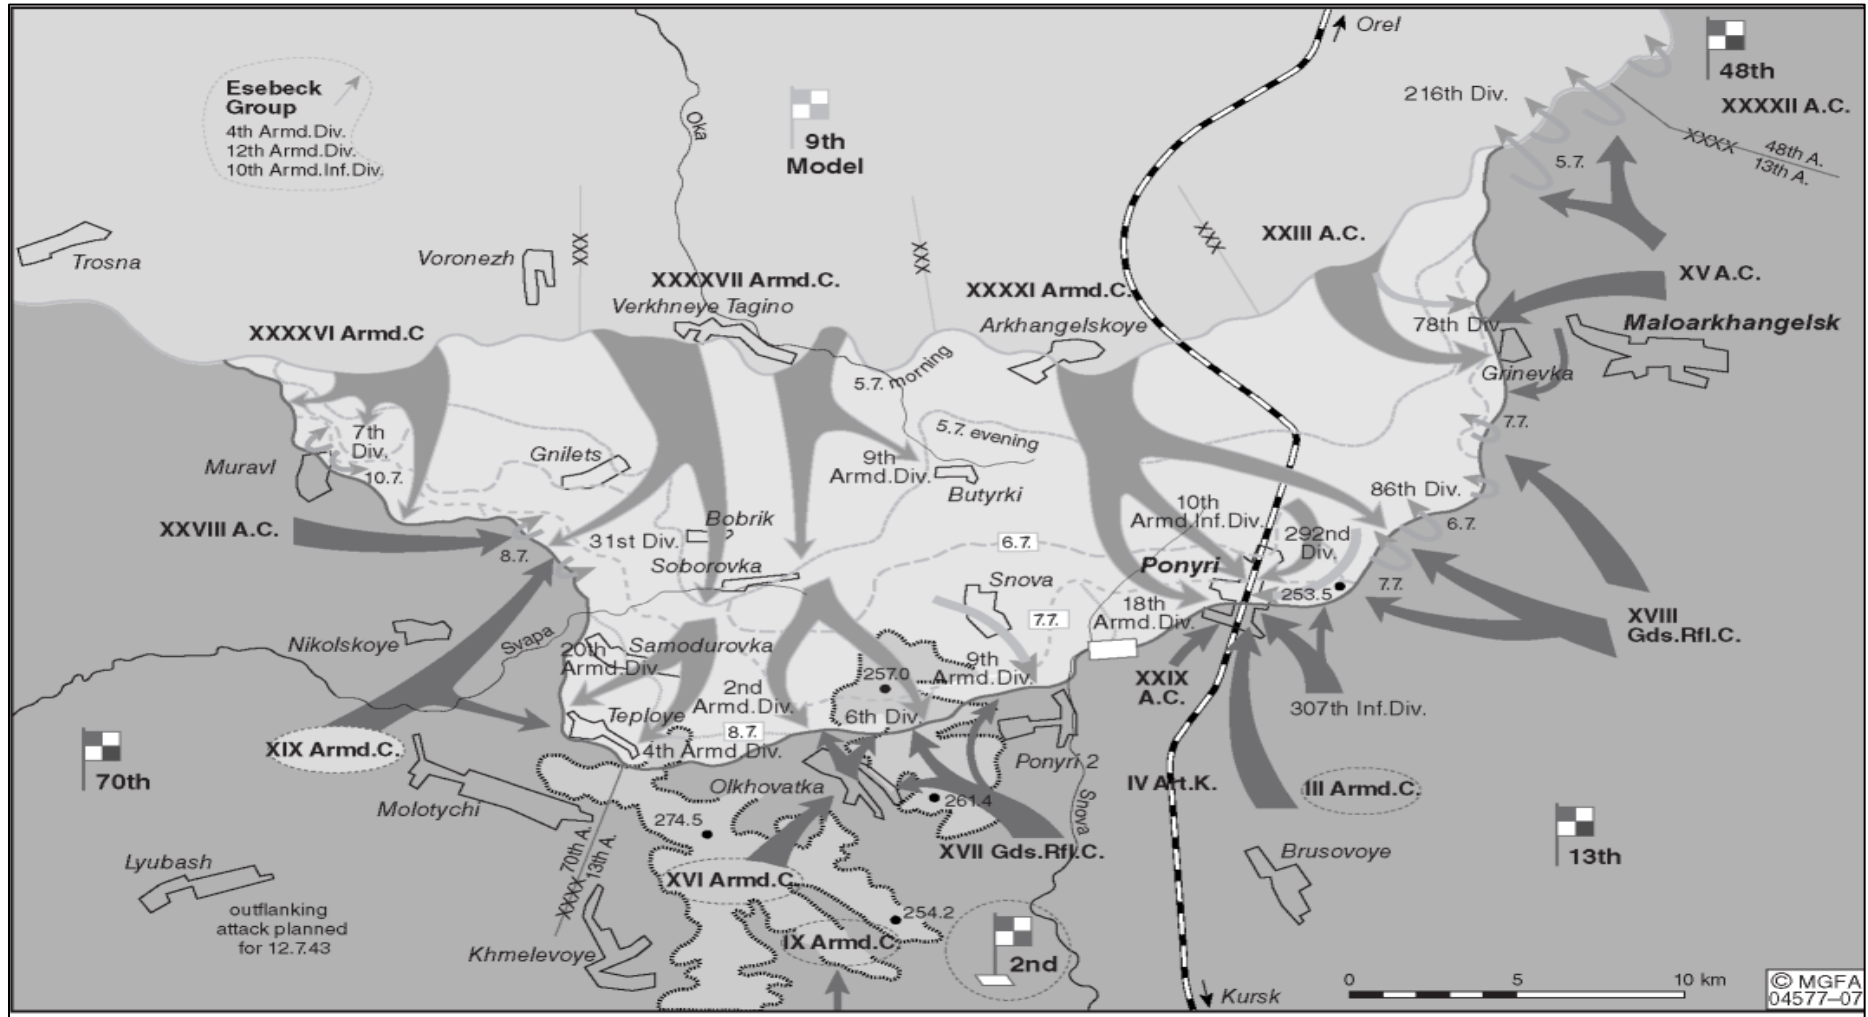 Orel
48th
XXXXII A.C.
Esebeck
Group
4th Armd.Div.
12th Armd.Div.
10th Armd.Inf.Div.
Oka
9th
Model
216th Div.
XXXX
48th A.
13th A.
5.7.
Trosna
Voronezh
XXX
XXX
XXX
XXIII A.C.
XXXXVII Armd.C.
Verkhneye Tagino
XXXXI Armd.C.
Arkhangelskoye
XV A.C.
78th Div.
Maloarkhangelsk
Grinevka
XXXXVI Armd.C
5.7. morning
5.7. evening
7.7.
7th
Div.
10.7.
Muravl
Gnilets
9th
Armd.Div.
Butyrki
86th Div.
6.7.
XXVIII A.C.
8.7.
31st Div.
Bobrik
Soborovka
10th
Armd.Inf.Div.
292nd
Div.
6.7.
Ponyri
253.5
7.7.
Snova
7.7.
18th
Armd.Div.
XVIII
Gds.Rfl.C.
Nikolskoye
Svapa
20th
Armd.Div.
Samodurovka
2nd
Armd.Div.
257.0
9th
Armd.Div.
XXIX
A.C.
307th Inf.Div.
Teploye
8.7.
6th Div.
4th Armd.Div.
XIX Armd.C.
70th
Molotychi
Olkhovatka
Ponyri 2
IV Art.K.
III Armd.C.
261.4
Snova
274.5
XVII Gds.Rfl.C.
13th
Brusovoye
Lyubash
XXXX
70th A.
13th A.
XVI Armd.C.
254.2
outflanking
attack planned
for 12.7.43
Khmelevoye
IX Armd.C.
2nd
Kursk
0 5 10 km
© MGFA
04577–07